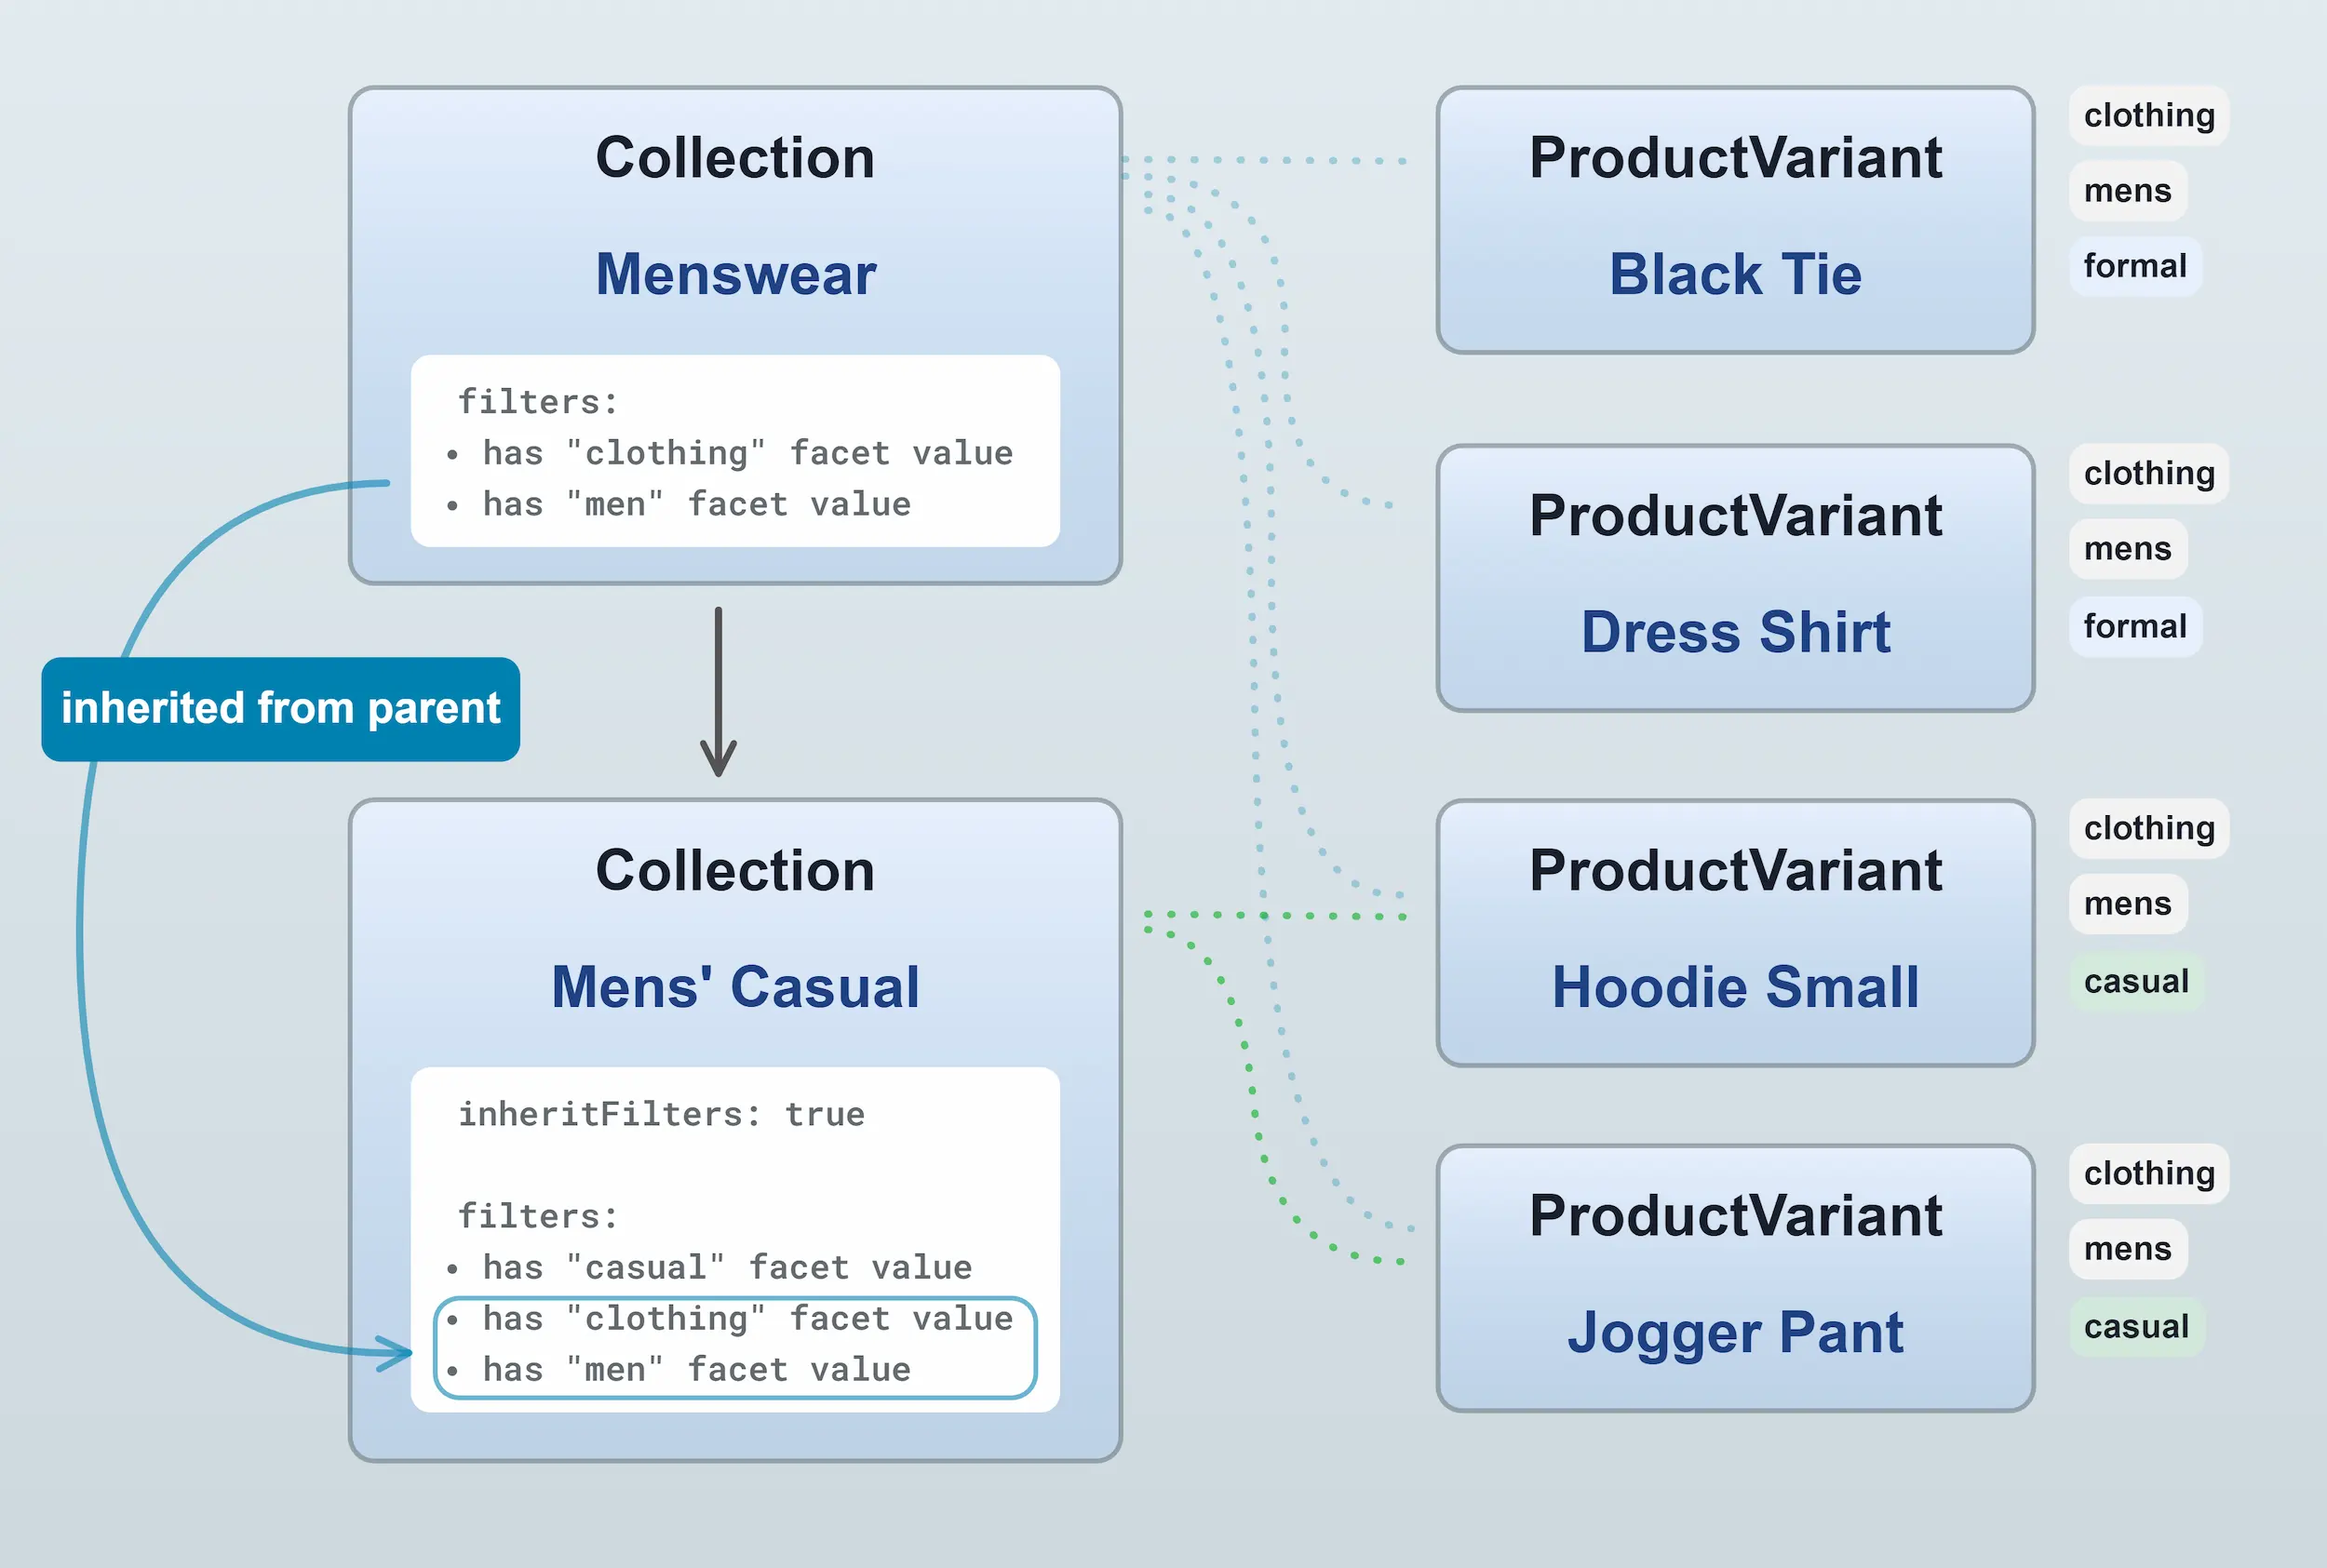 Collection
Menswear
filters:
• has "clothing" facet value
• has "men" facet value
inherited from parent
Collection
Mens' Casual
inheritFilters: true
filters:
• has "casual" facet value
• has "clothing" facet value
• has "men" facet value
ProductVariant
Black Tie
clothing
mens
formal
ProductVariant
Dress Shirt
clothing
mens
formal
ProductVariant
Hoodie Small
clothing
mens
casual
ProductVariant
Jogger Pant
clothing
mens
casual